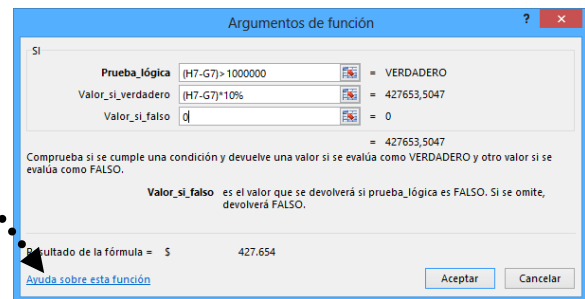 Argumentos de función ? ×
SI
Prueba_lógica (H7-G7)>1000000 = VERDADERO
Valor_si_verdadero (H7-G7)*10% = 427653,5047
Valor_si_falso 0 = 0
= 427653,5047
Comprueba si se cumple una condición y devuelve una valor si se evalúa como VERDADERO y otro valor si se
evalúa como FALSO.
Valor_si_falso es el valor que se devolverá si prueba_lógica es FALSO. Si se omite,
devolverá FALSO.
Resultado de la fórmula = $ 427.654
Ayuda sobre esta función Aceptar Cancelar